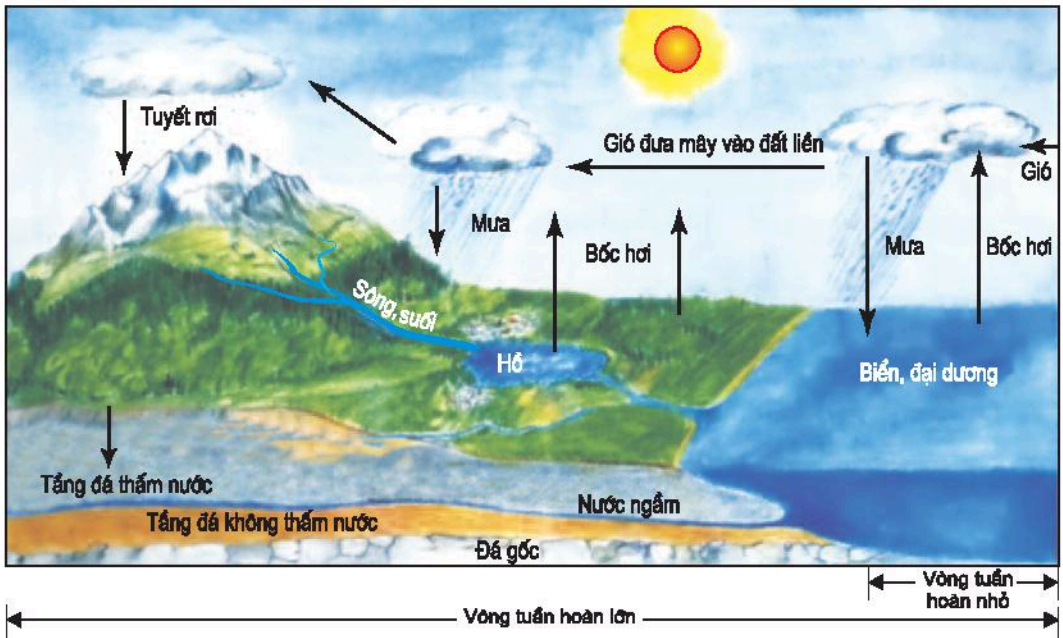 Tuyết rơi
Gió đưa mây vào đất liền
Gió
Mưa
Bốc hơi
Mưa
Bốc hơi
Sông, suối
Hồ
Biển, đại dương
Tầng đá thấm nước
Nước ngầm
Tầng đá không thấm nước
Đá gốc
Vòng tuần
hoàn nhỏ
Vòng tuần hoàn lớn